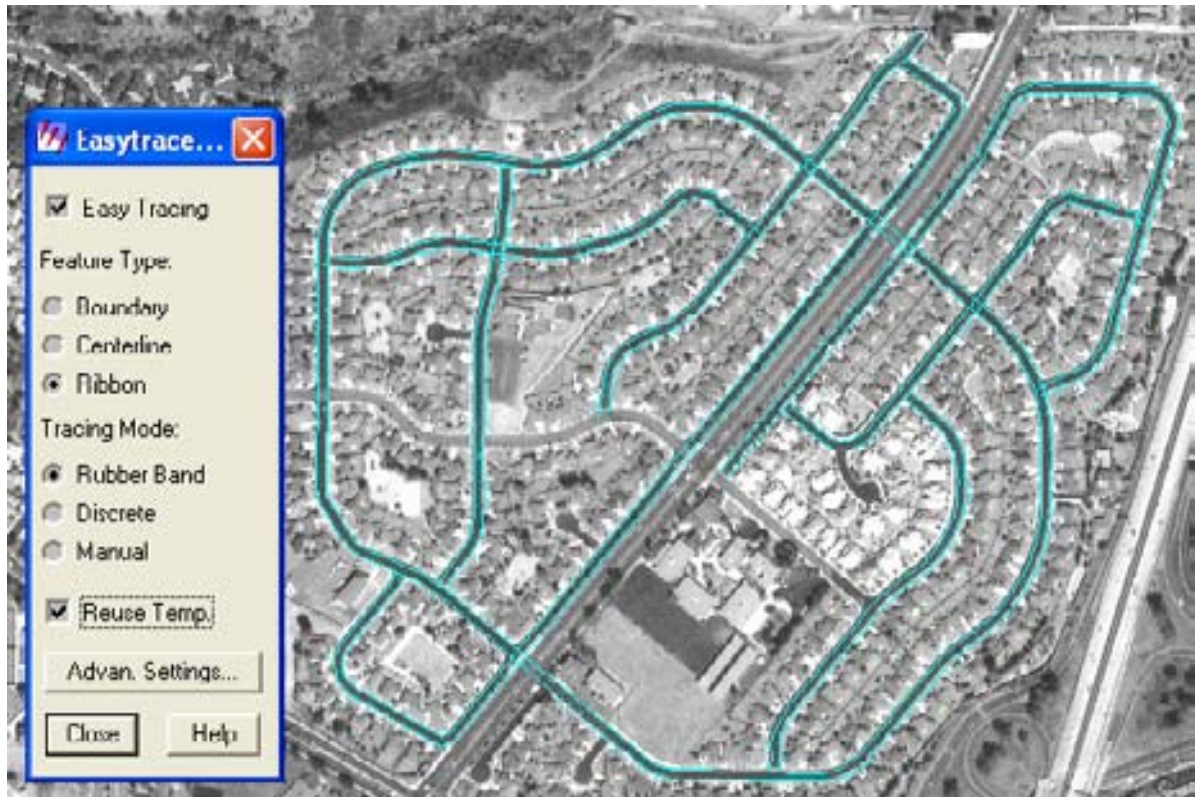 Easytrace...
Easy Tracing
Feature Type:
Boundary
Centerline
Ribbon
Tracing Mode:
Rubber Band
Discrete
Manual
Reuse Temp.
Advan. Settings...
Close Help